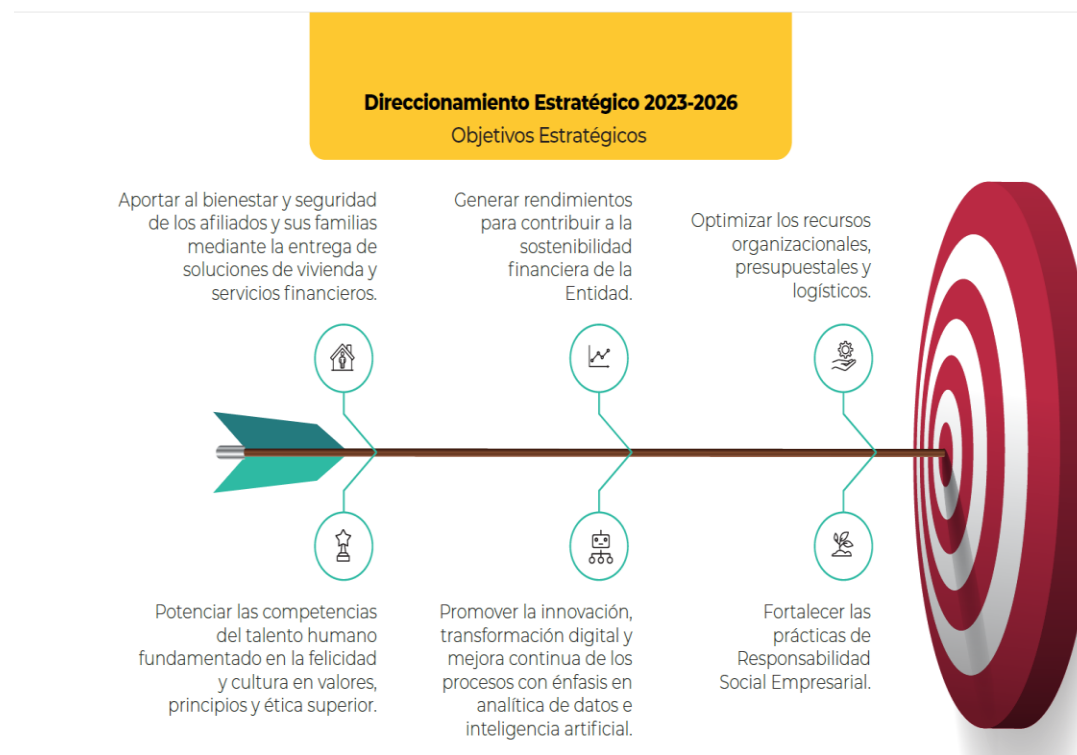 Direccionamiento Estratégico 2023-2026
Objetivos Estratégicos
Aportar al bienestar y seguridad
de los afiliados y sus familias
mediante la entrega de
soluciones de vivienda y
servicios financieros.
Generar rendimientos
para contribuir a la
sostenibilidad
financiera de la
Entidad.
Optimizar los recursos
organizacionales,
presupuestales y
logísticos.
Potenciar las competencias
del talento humano
fundamentado en la felicidad
y cultura en valores,
principios y ética superior.
Promover la innovación,
transformación digital y
mejora continua de los
procesos con énfasis en
analítica de datos e
inteligencia artificial.
Fortalecer las
prácticas de
Responsabilidad
Social Empresarial.